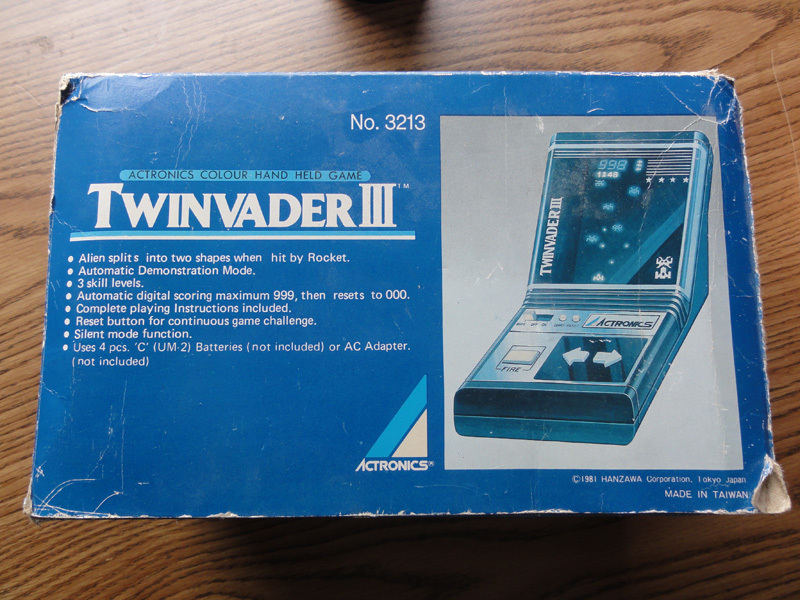 No. 3213
ACTRONICS COLOUR HAND HELD GAME
TWINVADER III™
• Alien splits into two shapes when hit by Rocket.
• Automatic Demonstration Mode.
• 3 skill levels.
• Automatic digital scoring maximum 999, then resets to 000.
• Complete playing Instructions included.
• Reset button for continuous game challenge.
• Silent mode function.
• Uses 4 pcs. 'C' (UM-2) Batteries (not included) or AC Adapter.
(not included)
ACTRONICS®
998
TWINVADER III
ACTRONICS
FIRE
©1981 HANZAWA Corporation, Tokyo Japan
MADE IN TAIWAN